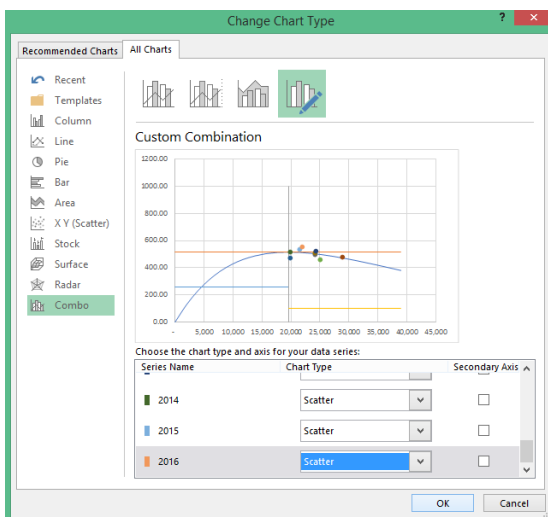 Change Chart Type
? ×
Recommended Charts All Charts
Recent
Templates
Column
Line
Pie
Bar
Area
X Y (Scatter)
Stock
Surface
Radar
Combo
Custom Combination
1200.00
1000.00
800.00
600.00
400.00
200.00
0.00
- 5,000 10,000 15,000 20,000 25,000 30,000 35,000 40,000 45,000
Choose the chart type and axis for your data series:
Series Name Chart Type Secondary Axis
2014 Scatter
2015 Scatter
2016 Scatter
OK Cancel